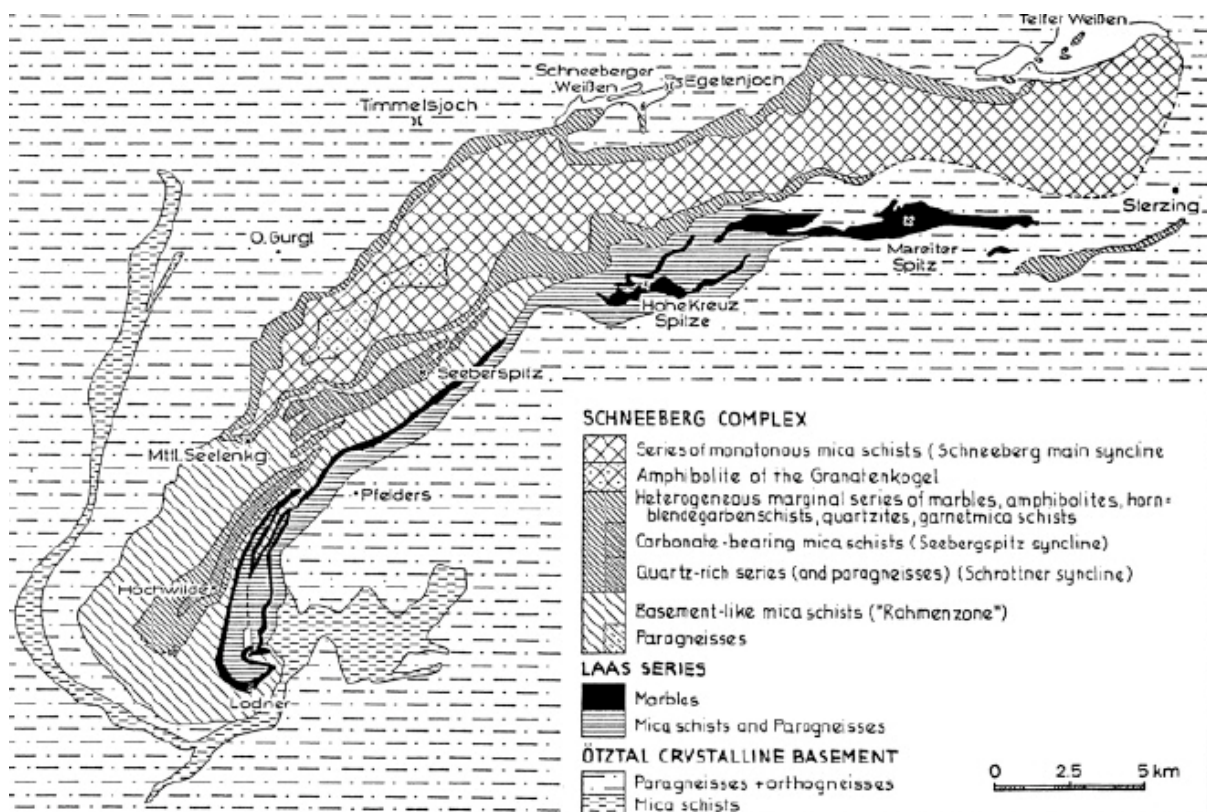 Telfer Weißen
Schneeberger
Weißen
Egetenjoch
Timmelsjoch
Sterzing
O.Gurgl
Mareiter
Spitz
Hohe Kreuz
Spitze
Seeberspitz
Mttl. Seelenkg
Pfelders
Hochwilde
Lodner
SCHNEEBERG COMPLEX
Series of monotonous mica schists (Schneeberg main syncline
Amphibolite of the Granatenkogel
Heterogeneous marginal series of marbles, amphibolites, horn=
blendegarbenschists, quartzites, garnetmica schists
Carbonate-bearing mica schists (Seebergspitz syncline)
Quartz-rich series (and paragneisses) (Schrottner syncline)
Basement-like mica schists ("Rahmenzone")
Paragneisses
LAAS SERIES
Marbles
Mica schists and Paragneisses
ÖTZTAL CRYSTALLINE BASEMENT
Paragneisses + orthogneisses
Mica schists
0 2.5 5 km